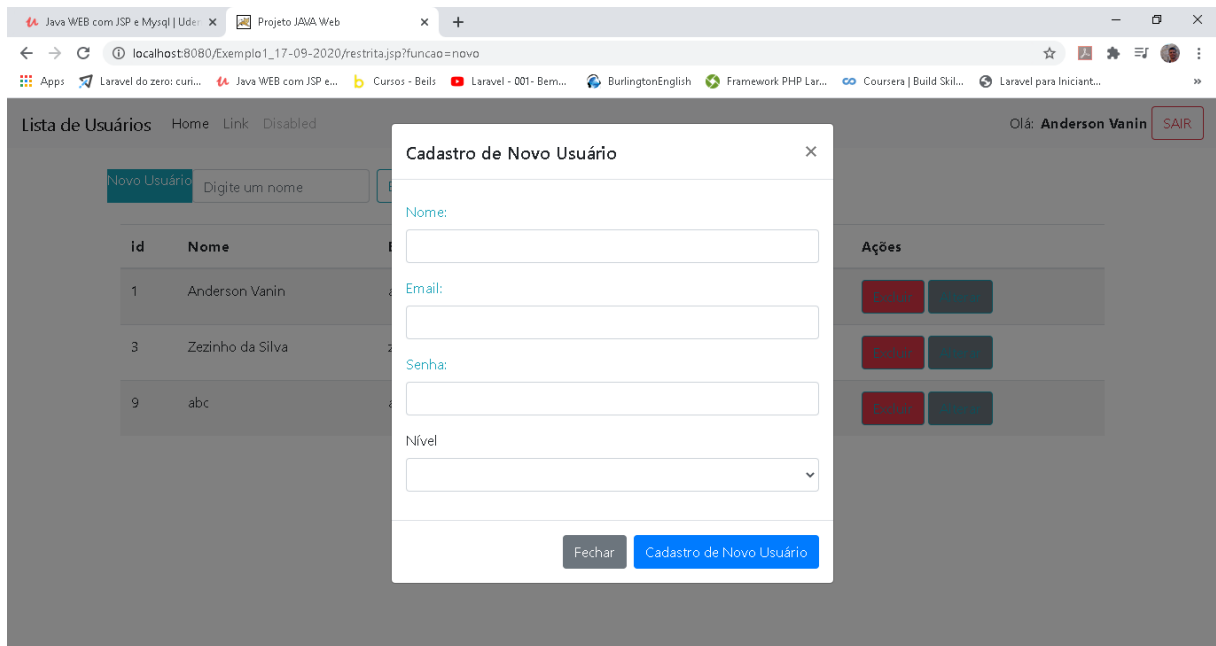 Java WEB com JSP e Mysql | Uder
Projeto JAVA Web
localhost:8080/Exemplo1_17-09-2020/restrita.jsp?funcao=novo
Apps Laravel do zero: curi... Java WEB com JSP e... Cursos - Beils Laravel - 001- Bem... BurlingtonEnglish Framework PHP Lar... Coursera | Build Skil... Laravel para Iniciant... »
Lista de Usuários Home Link Disabled Olá: Anderson Vanin SAIR
Cadastro de Novo Usuário ×
Novo Usuário Digite um nome
Nome:
id Nome Ações
Email:
1 Anderson Vanin
3 Zezinho da Silva
Senha:
9 abc
Nível
Fechar Cadastro de Novo Usuário